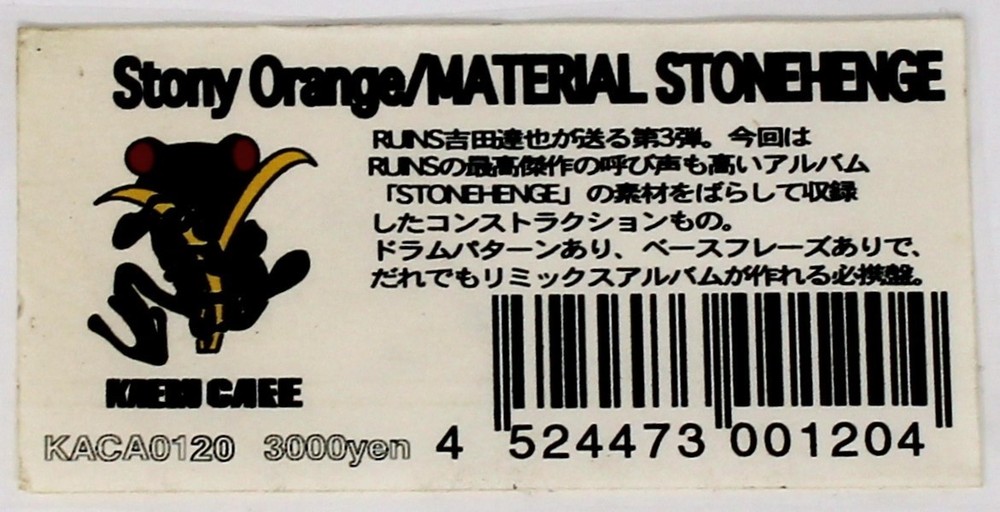 Stony Orange/MATERIAL STONEHENGE
RUINS吉田達也が送る第3弾。今回は
RUINSの最高傑作の呼び声も高いアルバム
「STONEHENGE」の素材をばらして収録
したコンストラクションもの。
ドラムパターンあり、ベースフレーズありで、
だれでもリミックスアルバムが作れる必携盤。
KAERU CAFE
KACA0120 3000yen 4 524473 001204